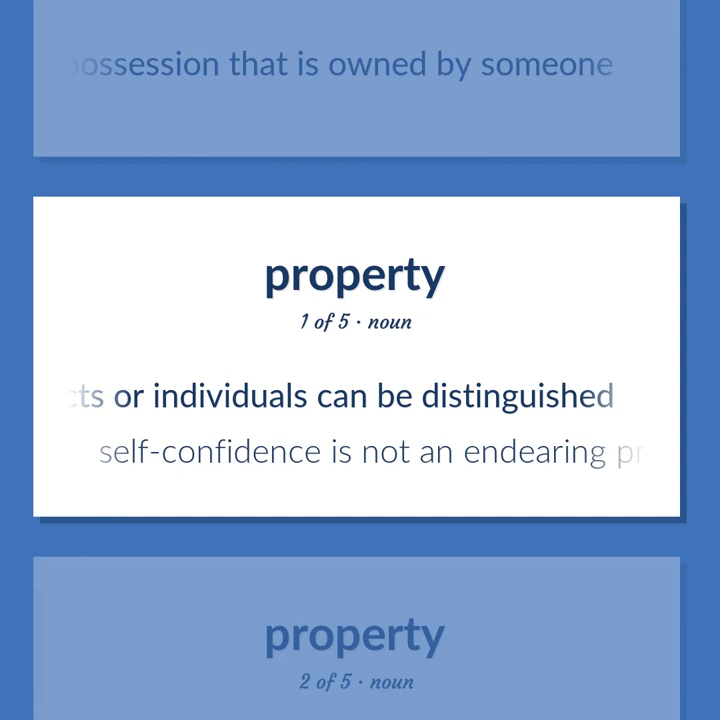 that is owned by someone
property
1 of 5 · noun
or individuals can be distinguished
self-confidence is not an endearing
property
2 of 5 · noun